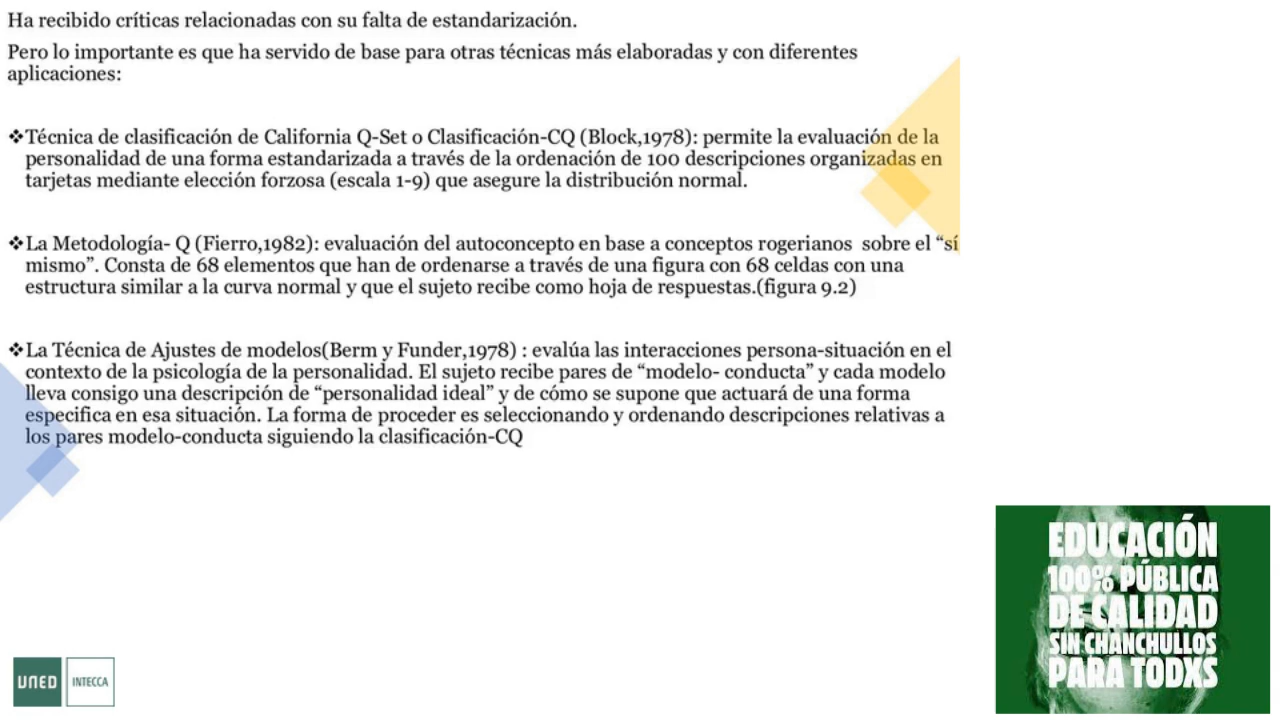 Ha recibido críticas relacionadas con su falta de estandarización.
Pero lo importante es que ha servido de base para otras técnicas más elaboradas y con diferentes
aplicaciones:
❖Técnica de clasificación de California Q-Set o Clasificación-CQ (Block,1978): permite la evaluación de la
personalidad de una forma estandarizada a través de la ordenación de 100 descripciones organizadas en
tarjetas mediante elección forzosa (escala 1-9) que asegure la distribución normal.
❖La Metodología- Q (Fierro,1982): evaluación del autoconcepto en base a conceptos rogerianos sobre el “sí
mismo”. Consta de 68 elementos que han de ordenarse a través de una figura con 68 celdas con una
estructura similar a la curva normal y que el sujeto recibe como hoja de respuestas.(figura 9.2)
❖La Técnica de Ajustes de modelos(Berm y Funder,1978) : evalúa las interacciones persona-situación en el
contexto de la psicología de la personalidad. El sujeto recibe pares de “modelo- conducta” y cada modelo
lleva consigo una descripción de “personalidad ideal” y de cómo se supone que actuará de una forma
especifica en esa situación. La forma de proceder es seleccionando y ordenando descripciones relativas a
los pares modelo-conducta siguiendo la clasificación-CQ
EDUCACIÓN
100% PÚBLICA
DE CALIDAD
SIN CHANCHULLOS
PARA TODXS
UNED INTECCA